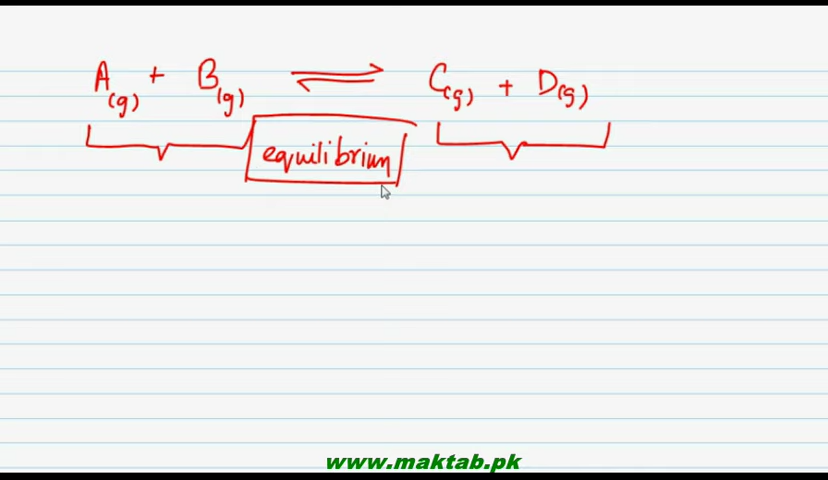 A(g) + B(g) ⇌ C(g) + D(g)
equilibrium
www.maktab.pk